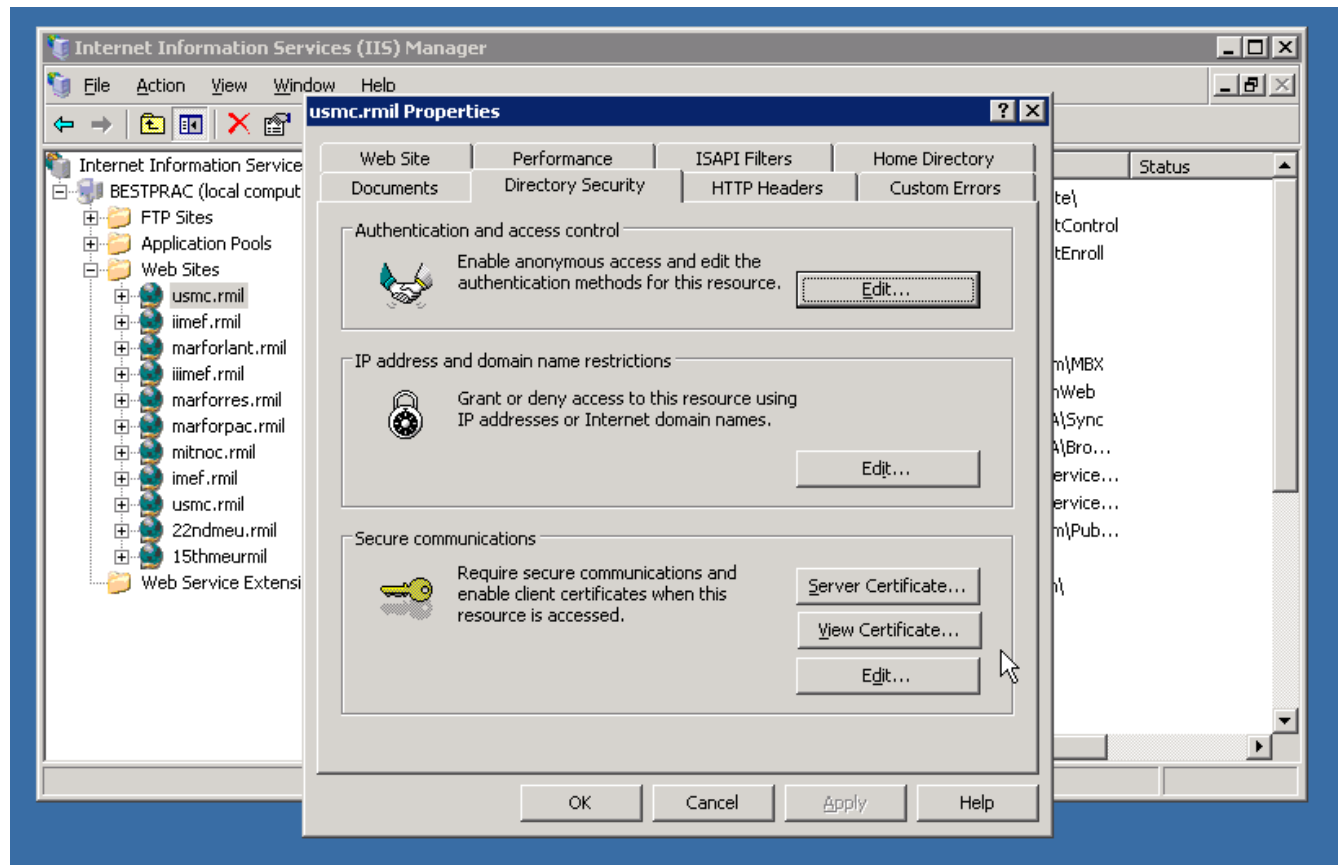 Internet Information Services (IIS) Manager
File Action View Window Help
usmc.rmil Properties
Internet Information Service
BESTPRAC (local comput
FTP Sites
Application Pools
Web Sites
usmc.rmil
iimef.rmil
marforlant.rmil
iiimef.rmil
marforres.rmil
marforpac.rmil
mitnoc.rmil
imef.rmil
usmc.rmil
22ndmeu.rmil
15thmeurmil
Web Service Extensi
Web Site Performance ISAPI Filters Home Directory
Documents Directory Security HTTP Headers Custom Errors
Authentication and access control
Enable anonymous access and edit the
authentication methods for this resource.
Edit...
IP address and domain name restrictions
Grant or deny access to this resource using
IP addresses or Internet domain names.
Edit...
Secure communications
Require secure communications and
enable client certificates when this
resource is accessed.
Server Certificate...
View Certificate...
Edit...
OK Cancel Apply Help
Status
te\
tControl
tEnroll
m\MBX
nWeb
A\Sync
A\Bro...
ervice...
ervice...
m\Pub...
n\